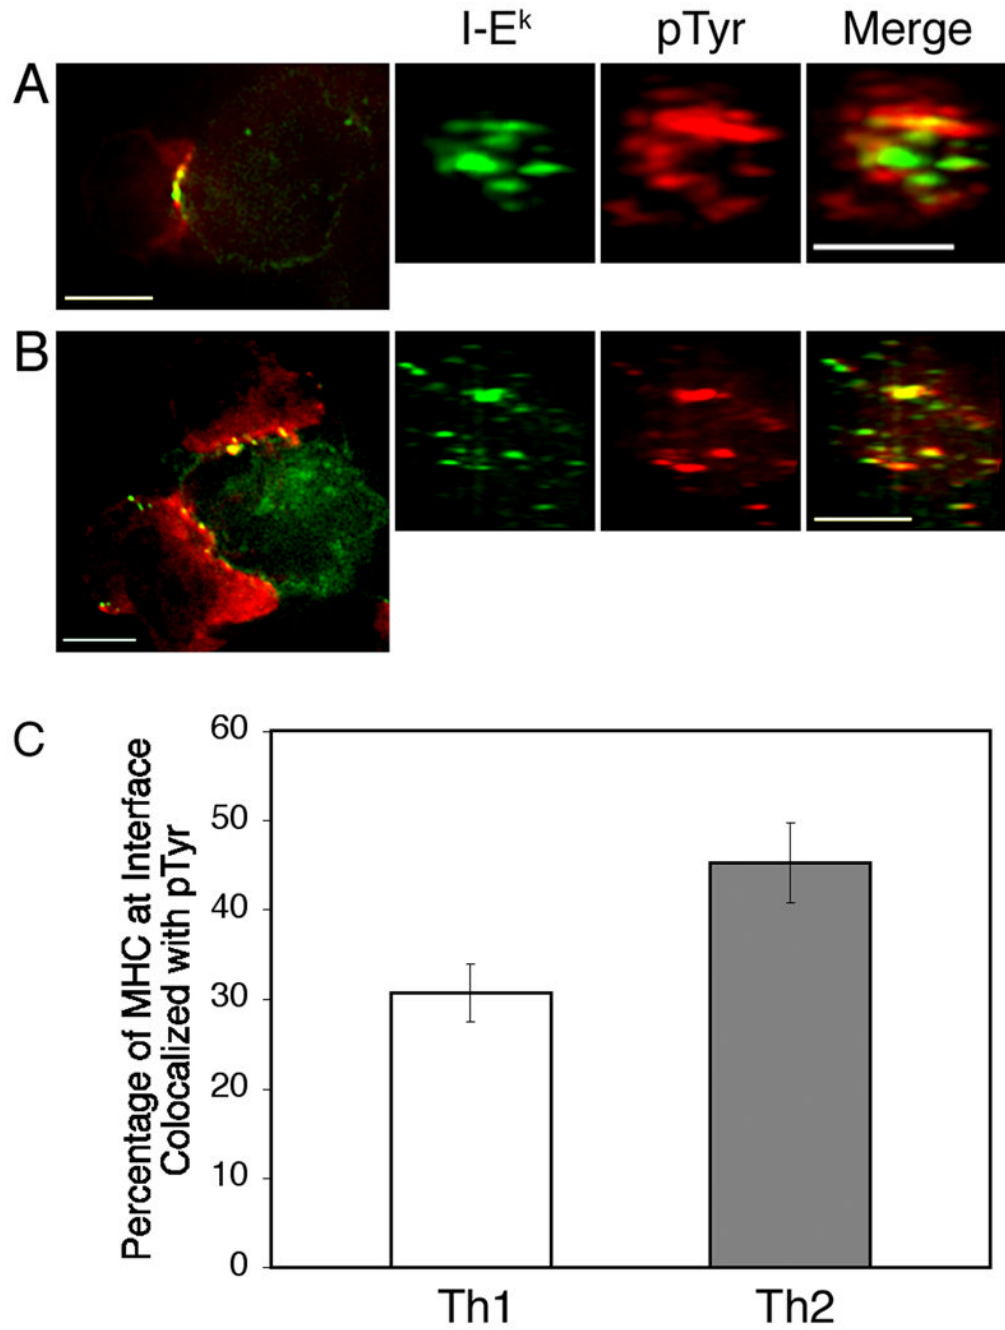 I-Eᵏ pTyr Merge
A
B
C
Percentage of MHC at Interface
Colocalized with pTyr
60
50
40
30
20
10
0
Th1 Th2